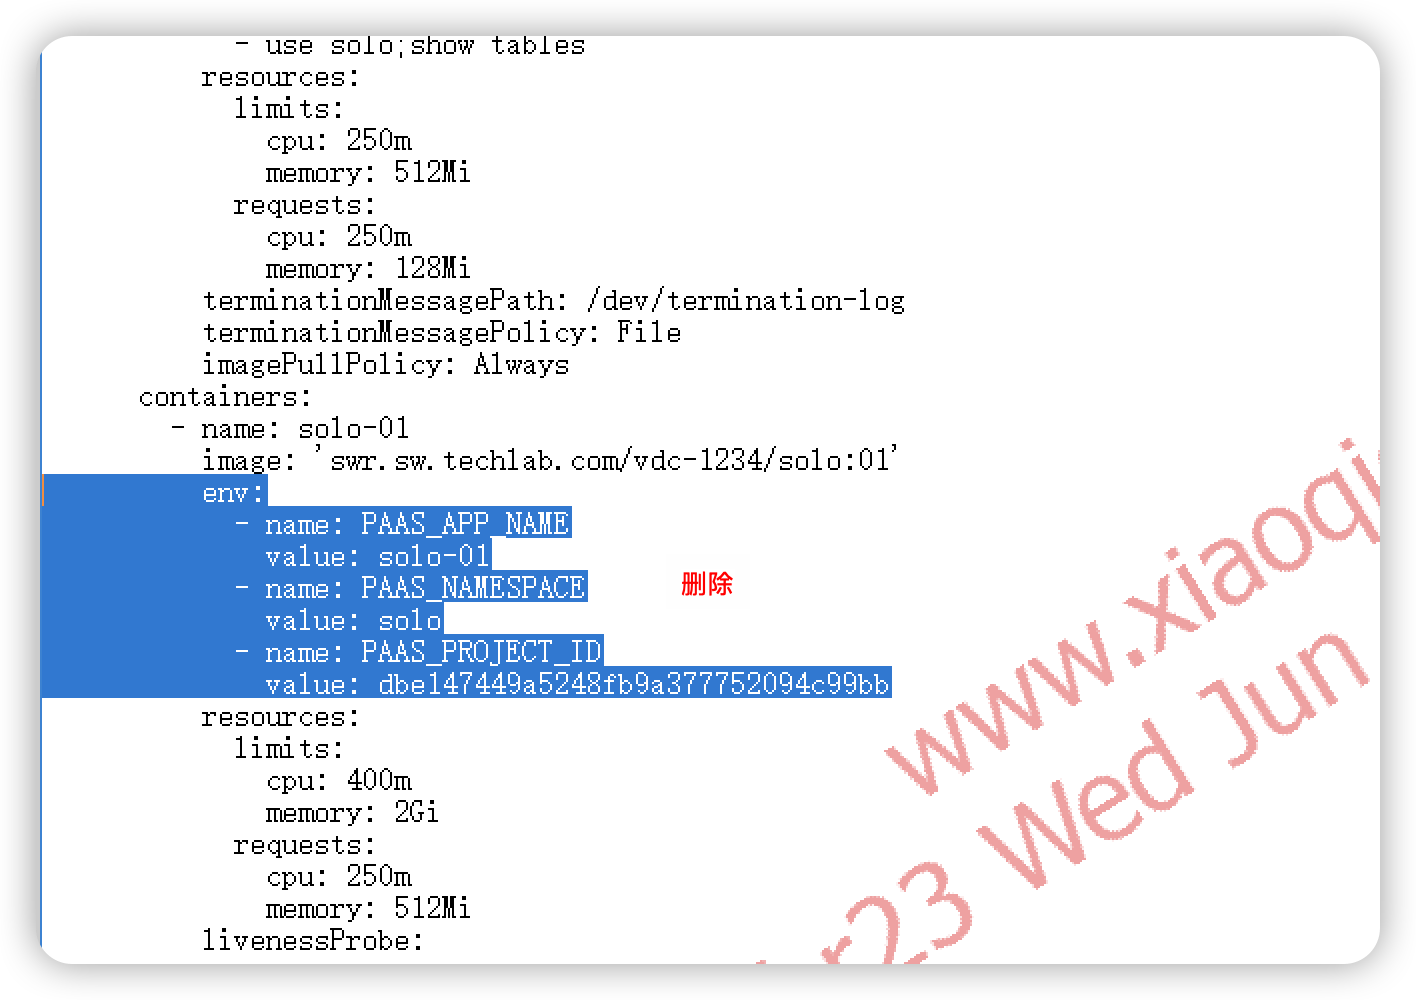 - use solo;show tables
          resources:
            limits:
              cpu: 250m
              memory: 512Mi
            requests:
              cpu: 250m
              memory: 128Mi
          terminationMessagePath: /dev/termination-log
          terminationMessagePolicy: File
          imagePullPolicy: Always
      containers:
        - name: solo-01
          image: 'swr.sw.techlab.com/vdc-1234/solo:01'
          env:
            - name: PAAS_APP_NAME
              value: solo-01
            - name: PAAS_NAMESPACE
              value: solo
            - name: PAAS_PROJECT_ID
              value: dbe147449a5248fb9a377752094c99bb
删除
          resources:
            limits:
              cpu: 400m
              memory: 2Gi
            requests:
              cpu: 250m
              memory: 512Mi
          livenessProbe:
www.xiaoqi
r23 Wed Jun